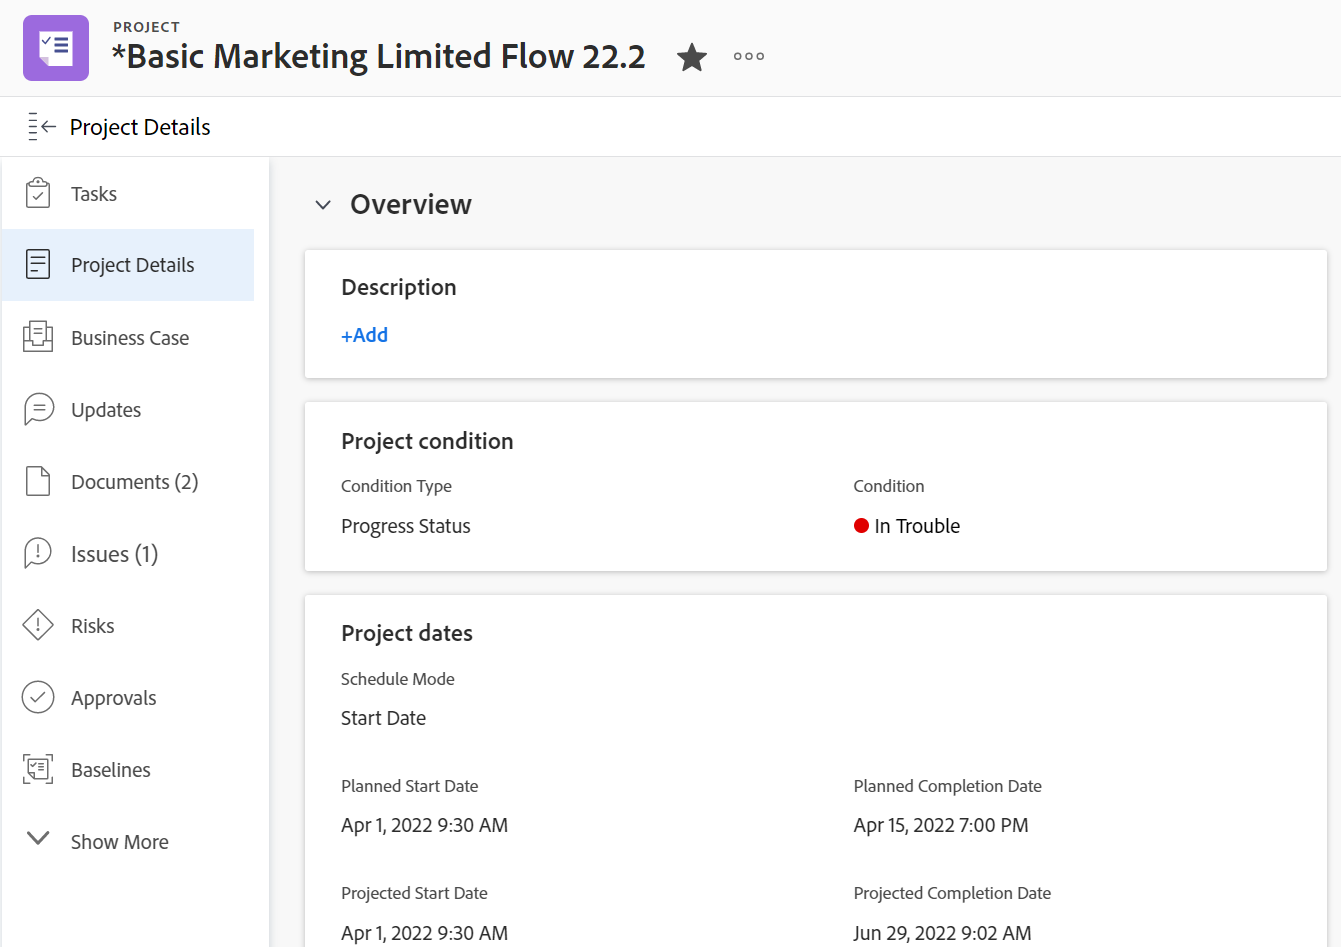 PROJECT
*Basic Marketing Limited Flow 22.2
Project Details
Tasks
Project Details
Business Case
Updates
Documents (2)
Issues (1)
Risks
Approvals
Baselines
Show More
Overview
Description
+Add
Project condition
Condition Type
Condition
Progress Status
In Trouble
Project dates
Schedule Mode
Start Date
Planned Start Date
Planned Completion Date
Apr 1, 2022 9:30 AM
Apr 15, 2022 7:00 PM
Projected Start Date
Projected Completion Date
Apr 1, 2022 9:30 AM
Jun 29, 2022 9:02 AM